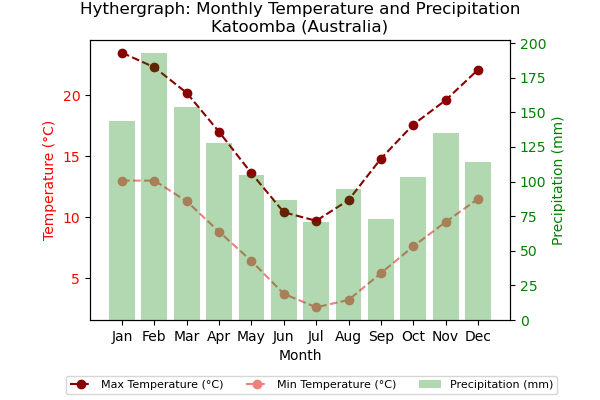 Hythergraph: Monthly Temperature and Precipitation
Katoomba (Australia)
Temperature (°C)
20
15
10
5
200
175
150
125
100
75
50
25
0
Precipitation (mm)
Jan Feb Mar Apr May Jun Jul Aug Sep Oct Nov Dec
Month
Max Temperature (°C) Min Temperature (°C) Precipitation (mm)